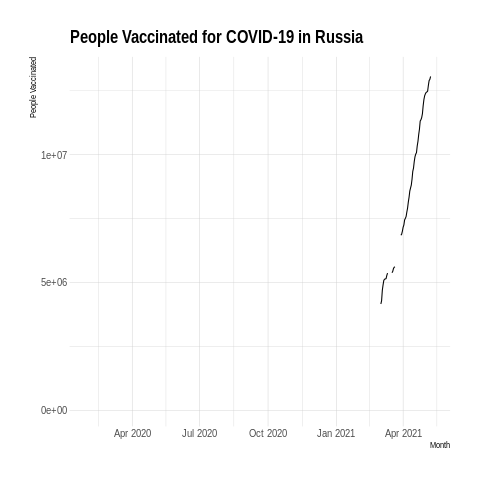 People Vaccinated for COVID-19 in Russia
People Vaccinated
1e+07
5e+06
0e+00
Apr 2020 Jul 2020 Oct 2020 Jan 2021 Apr 2021
Month